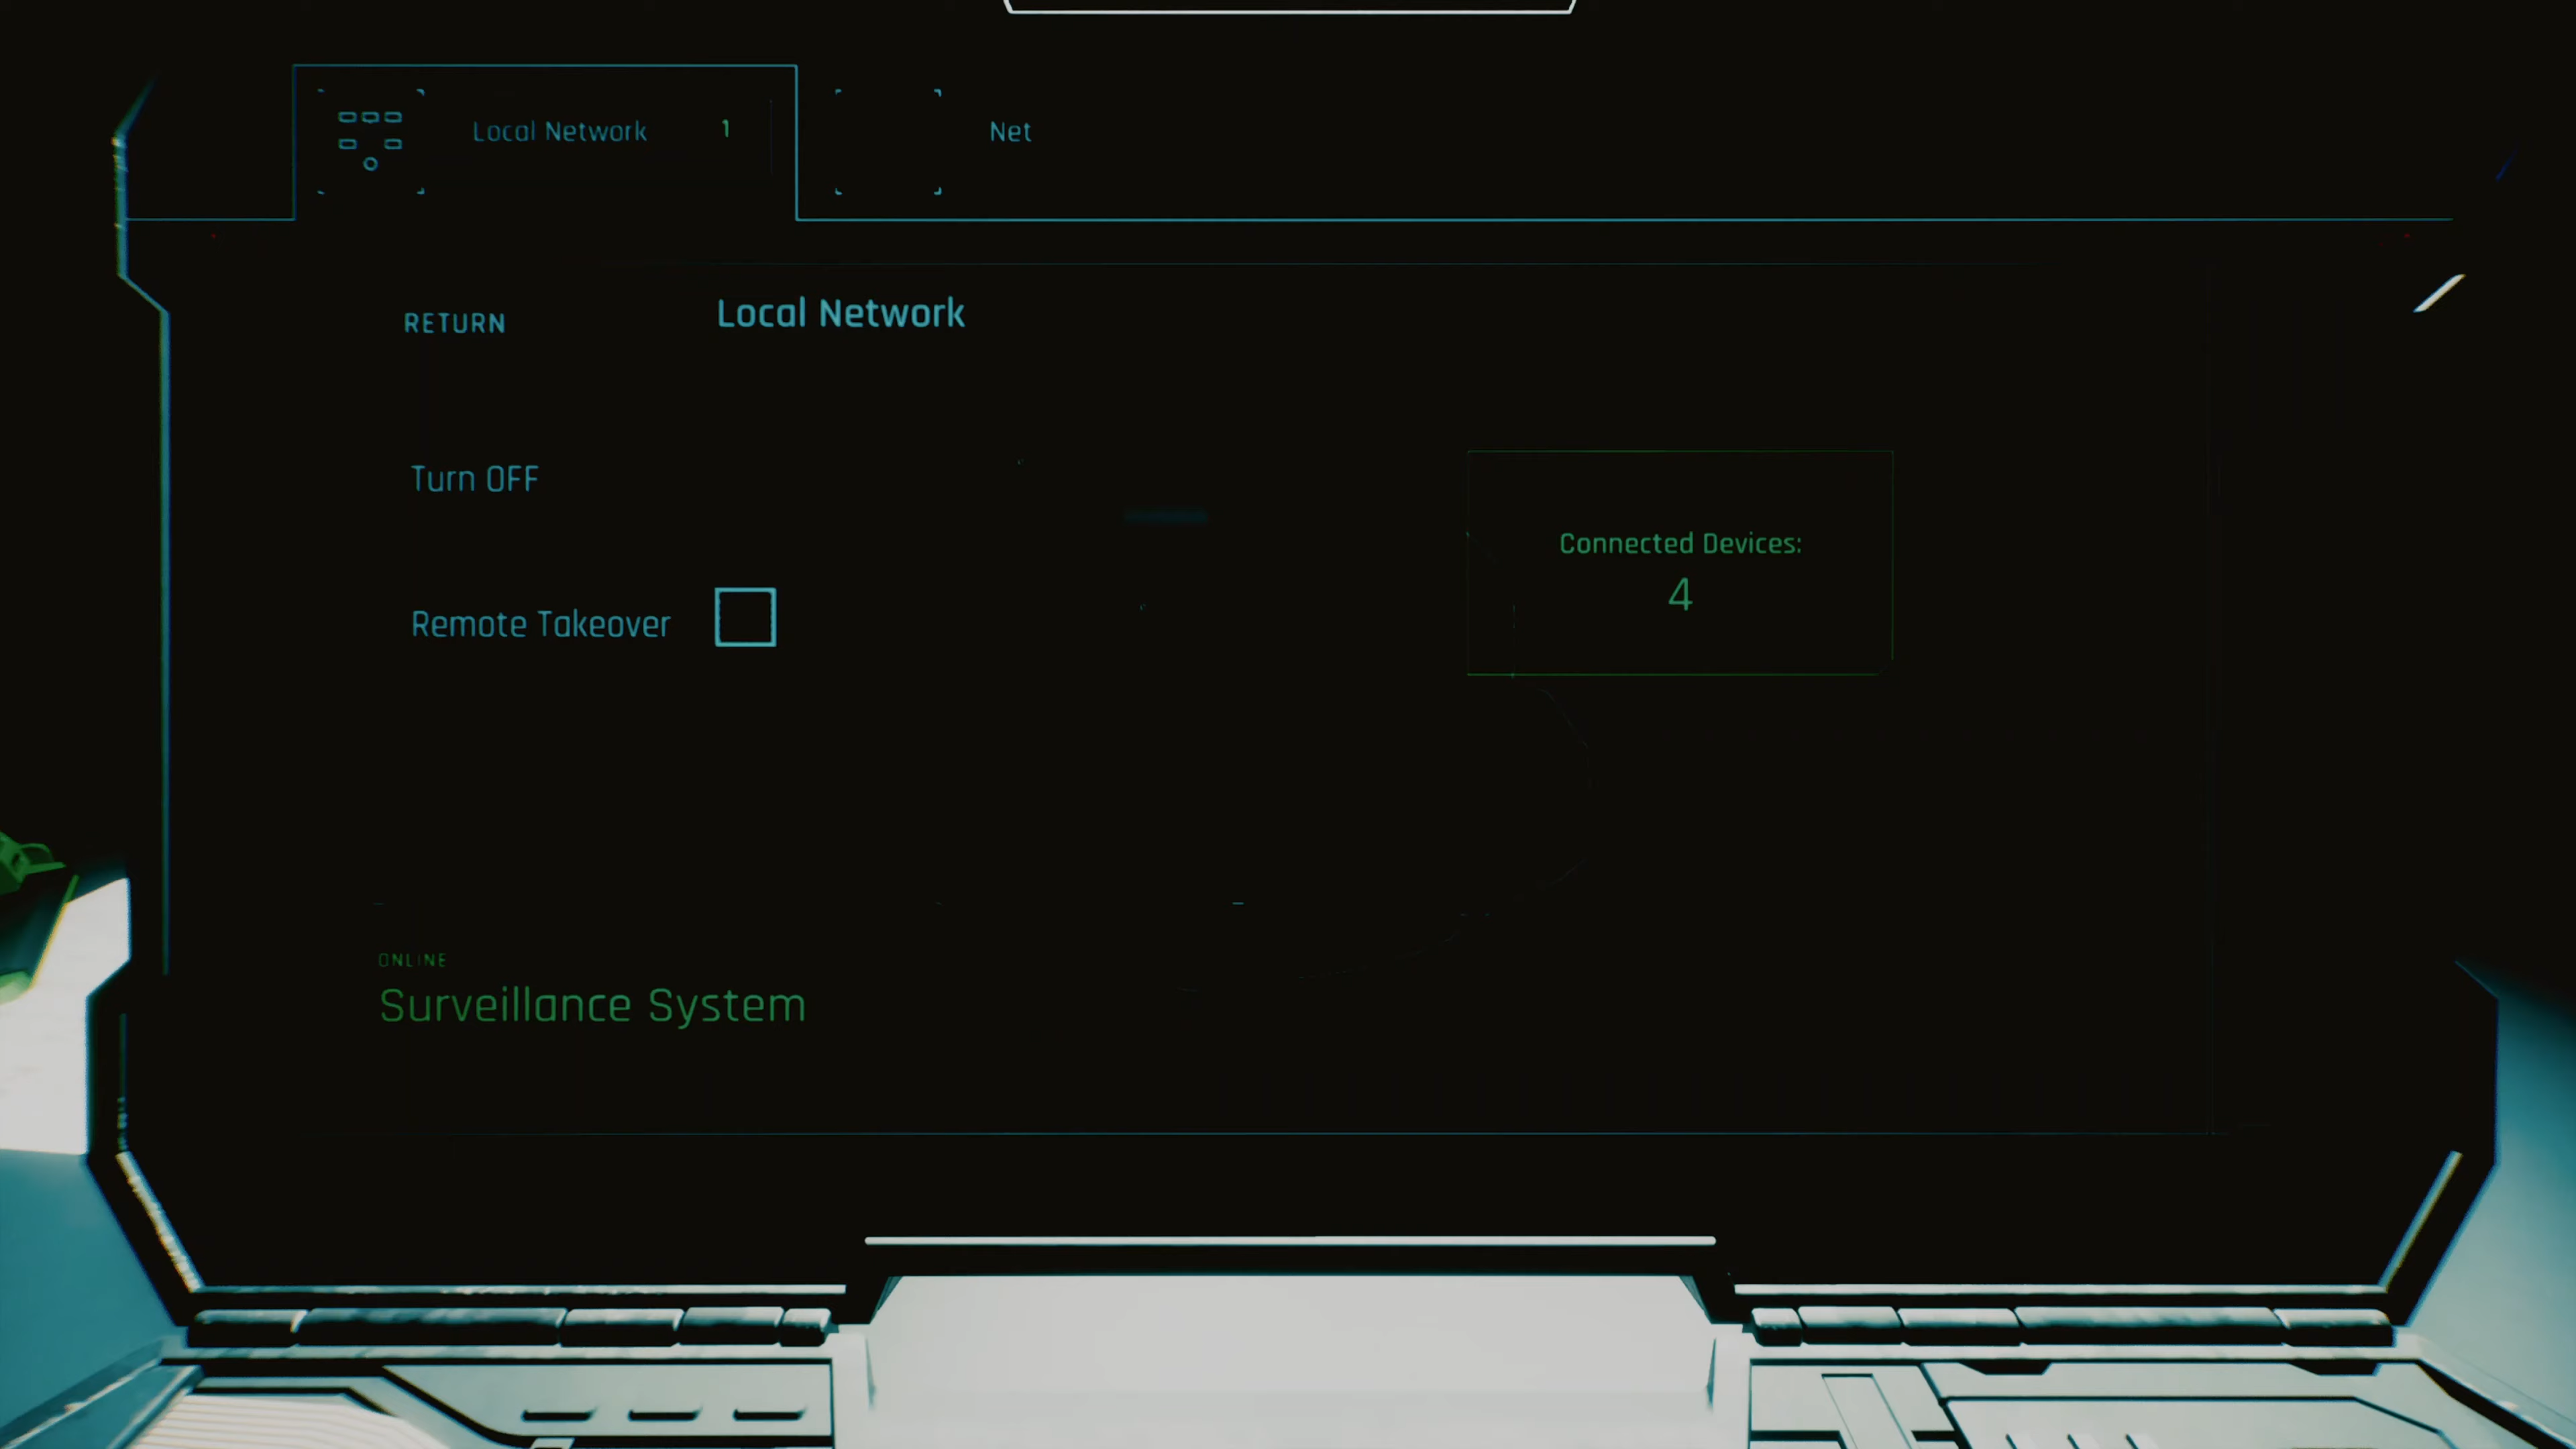 Local Network 1 Net
RETURN
Local Network
Turn OFF
Remote Takeover
Connected Devices:
4
ONLINE
Surveillance System